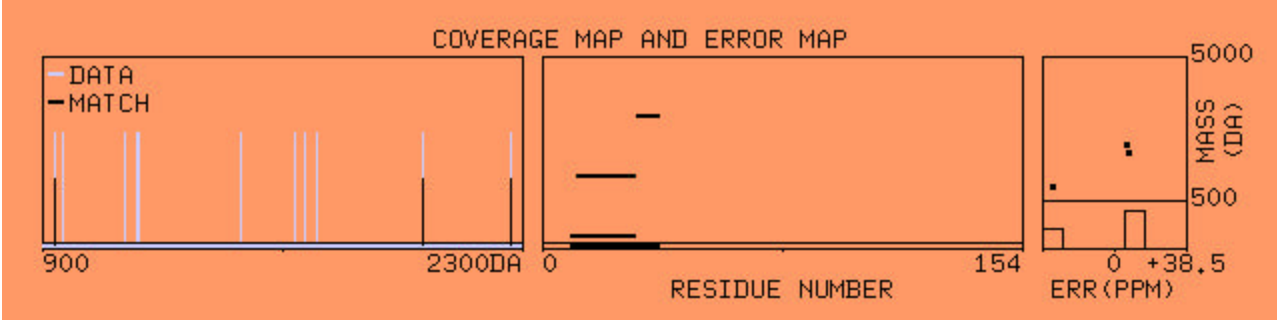 COVERAGE MAP AND ERROR MAP
DATA
MATCH
900
2300DA
0
154
RESIDUE NUMBER
5000
MASS
(DA)
500
0
+38.5
ERR(PPM)